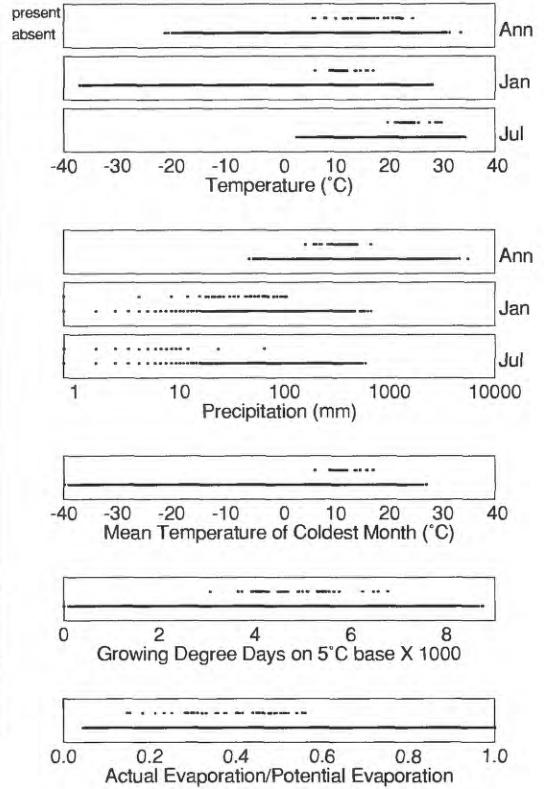 present
absent
Ann
Jan
Jul
-40 -30 -20 -10 0 10 20 30 40
Temperature (˚C)
Ann
Jan
Jul
1 10 100 1000 10000
Precipitation (mm)
-40 -30 -20 -10 0 10 20 30 40
Mean Temperature of Coldest Month (˚C)
0 2 4 6 8
Growing Degree Days on 5˚C base X 1000
0.0 0.2 0.4 0.6 0.8 1.0
Actual Evaporation/Potential Evaporation